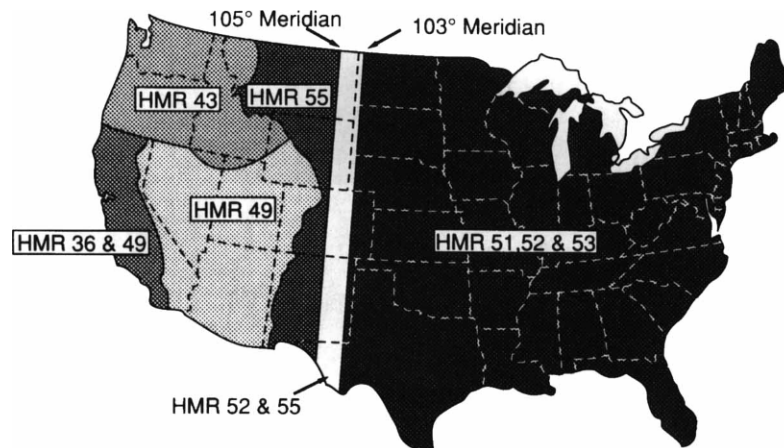 105° Meridian
103° Meridian
HMR 43
HMR 55
HMR 49
HMR 36 & 49
HMR 51,52 & 53
HMR 52 & 55